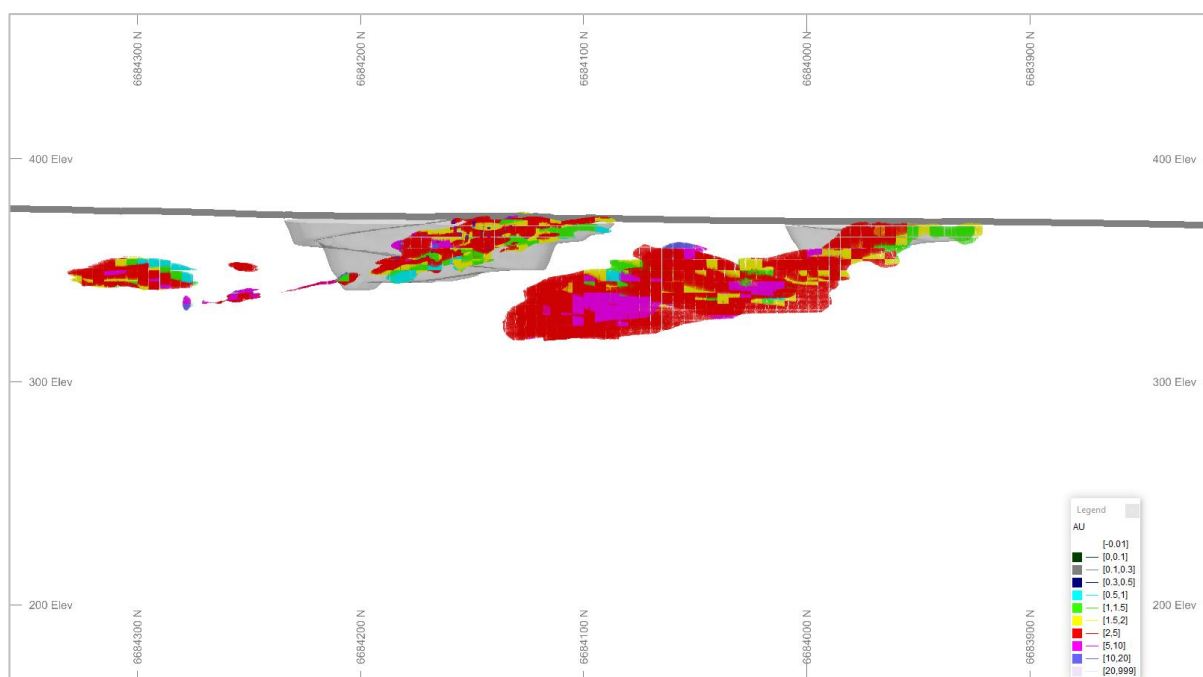 6684300 N
6684200 N
6684100 N
6684000 N
6683900 N
400 Elev
400 Elev
300 Elev
300 Elev
200 Elev
200 Elev
6684300 N
6684200 N
6684100 N
6684000 N
6683900 N
Legend
AU
[-0.01]
[0,0.1]
[0.1,0.3]
[0.3,0.5]
[0.5,1]
[1,1.5]
[1.5,2]
[2,5]
[5,10]
[10,20]
[20,999]